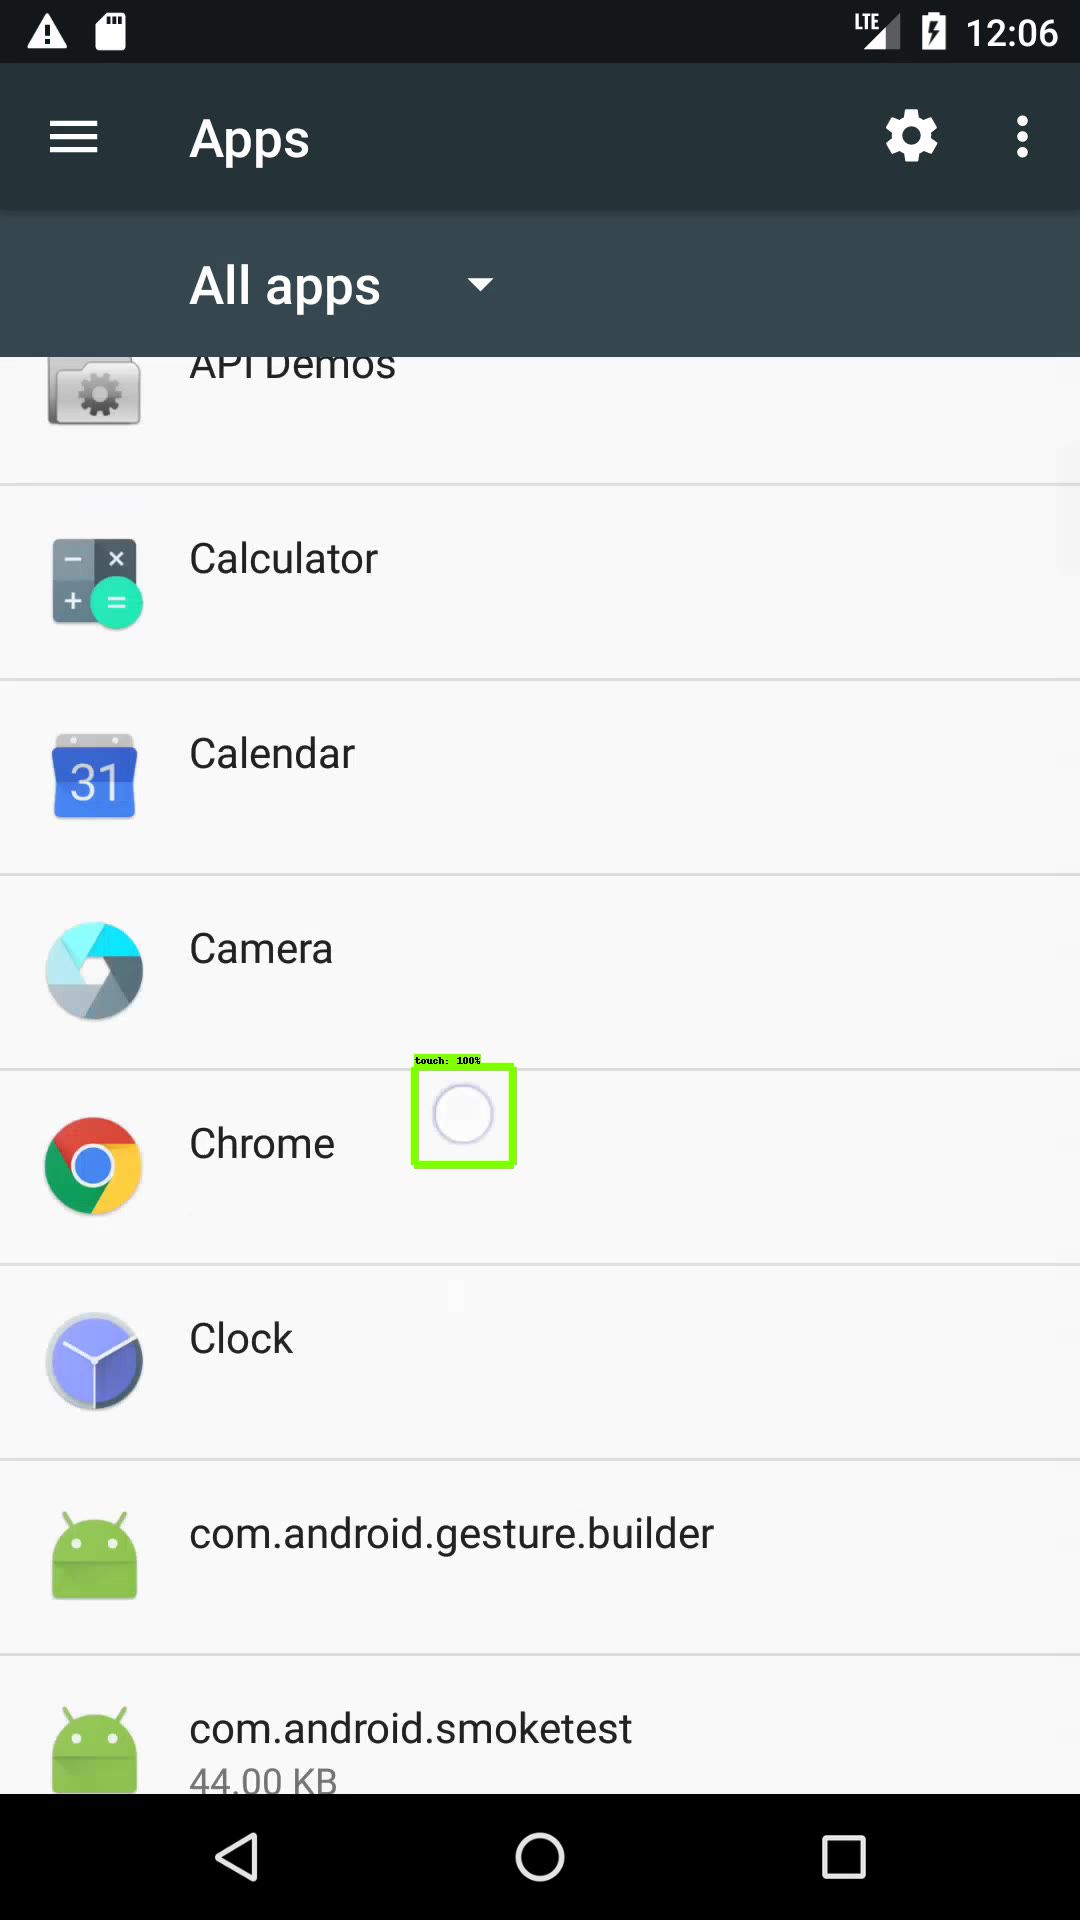 LTE 12:06
Apps
All apps
API Demos
Calculator
31 Calendar
Camera
touch: 100%
Chrome
Clock
com.android.gesture.builder
com.android.smoketest
44.00 KB